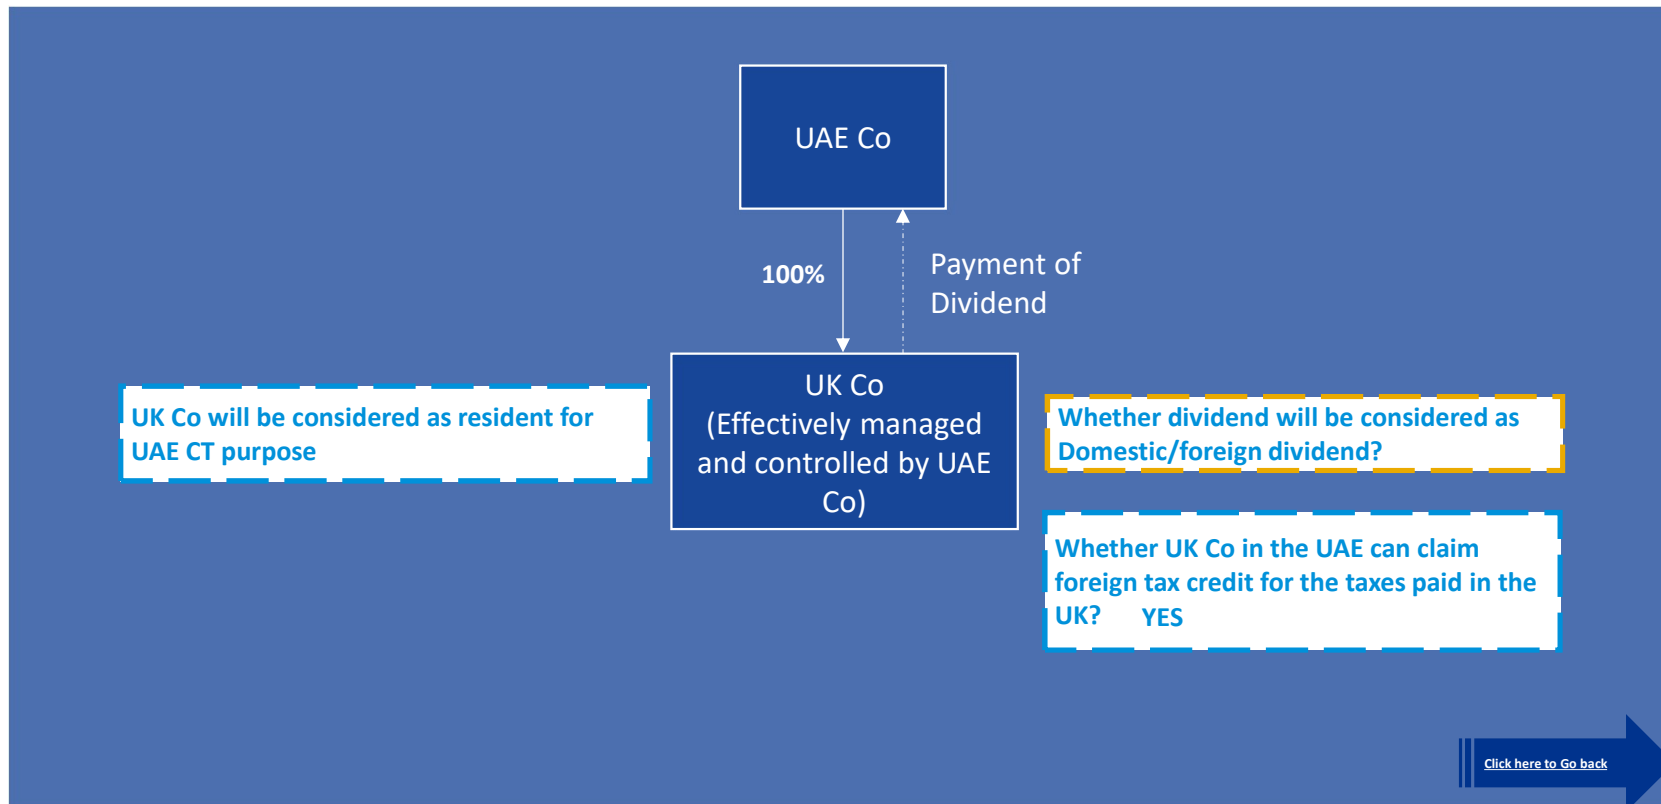 UAE Co
100%
Payment of
Dividend
UK Co
(Effectively managed
and controlled by UAE
Co)
UK Co will be considered as resident for
UAE CT purpose
Whether dividend will be considered as
Domestic/foreign dividend?
Whether UK Co in the UAE can claim
foreign tax credit for the taxes paid in the
UK? YES
Click here to Go back